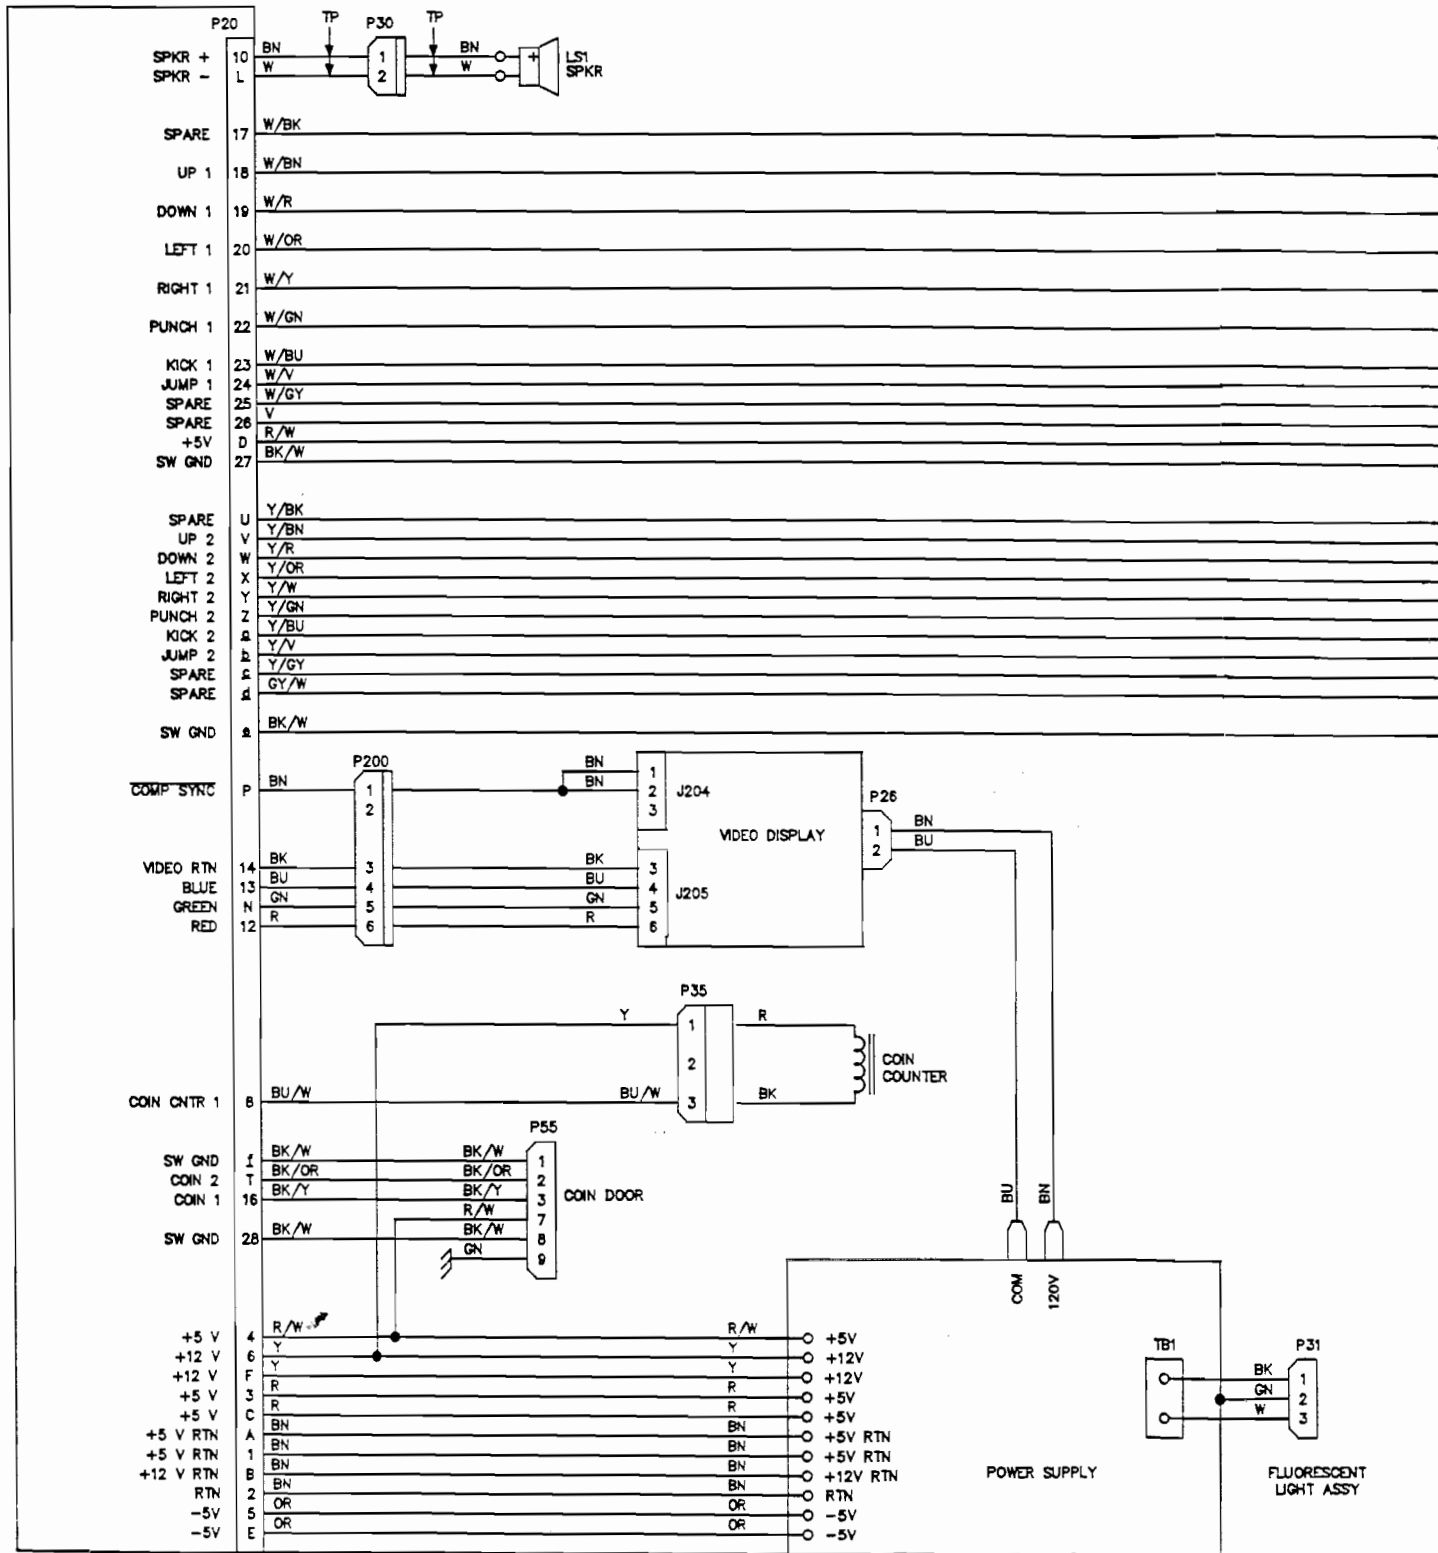 P20 TP P30 TP
SPKR + 10 BN 1 BN + LS1
SPKR - L W 2 W SPKR
SPARE 17 W/BK
UP 1 18 W/BN
DOWN 1 19 W/R
LEFT 1 20 W/OR
RIGHT 1 21 W/Y
PUNCH 1 22 W/GN
KICK 1 23 W/BU
JUMP 1 24 W/V
SPARE 25 W/GY
SPARE 26 V
+5V D R/W
SW GND 27 BK/W
SPARE U Y/BK
UP 2 V Y/BN
DOWN 2 W Y/R
LEFT 2 X Y/OR
RIGHT 2 Y Y/W
PUNCH 2 Z Y/GN
KICK 2 a Y/BU
JUMP 2 b Y/V
SPARE c Y/GY
SPARE d GY/W
SW GND e BK/W
P200 BN 1
COMP SYNC P BN 1 BN 2 J204
2 3
VIDEO DISPLAY
P26
1 BN
2 BU
VIDEO RTN 14 BK 3 BK 3
BLUE 13 BU 4 BU 4 J205
GREEN N GN 5 GN 5
RED 12 R 6 R 6
P35
Y 1 R
2 COIN
COUNTER
COIN CNTR 1 8 BU/W BU/W 3 BK
P55
SW GND f BK/W BK/W 1
COIN 2 T BK/OR BK/OR 2
COIN 1 16 BK/Y BK/Y 3 COIN DOOR
R/W 7
SW GND 28 BK/W BK/W 8
GN 9
BU BN
COM 120V
+5 V 4 R/W R/W +5V
+12 V 6 Y Y +12V
+12 V F Y Y +12V
+5 V 3 R R +5V
+5 V C R R +5V
+5 V RTN A BN BN +5V RTN
+5 V RTN 1 BN BN +5V RTN
+12 V RTN B BN BN +12V RTN
RTN 2 BN BN RTN
-5V 5 OR OR -5V
-5V E OR OR -5V
TB1 P31
BK 1
GN 2
W 3
POWER SUPPLY
FLUORESCENT
LIGHT ASSY